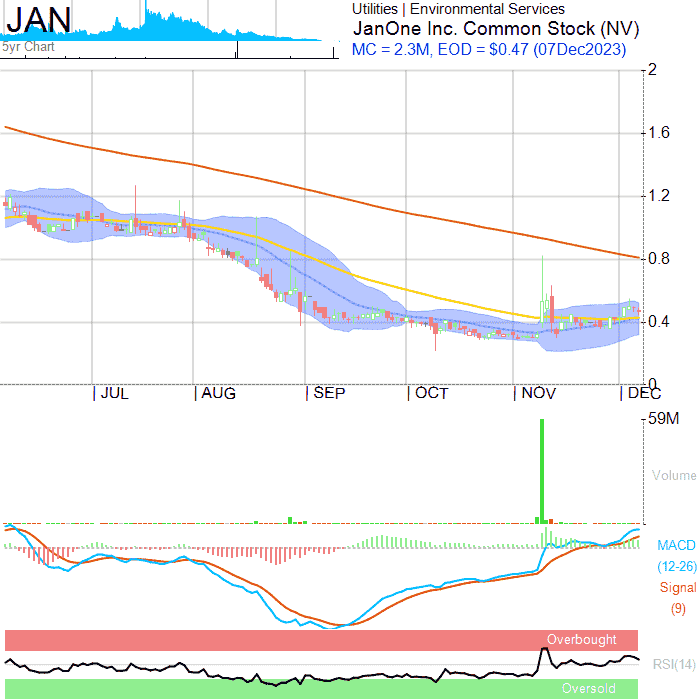 JAN
5yr Chart
Utilities | Environmental Services
JanOne Inc. Common Stock (NV)
MC = 2.3M, EOD = $0.47 (07Dec2023)
2
1.6
1.2
0.8
0.4
0
JUL AUG SEP OCT NOV DEC
59M
Volume
MACD
(12-26)
Signal
(9)
Overbought
RSI(14)
Oversold